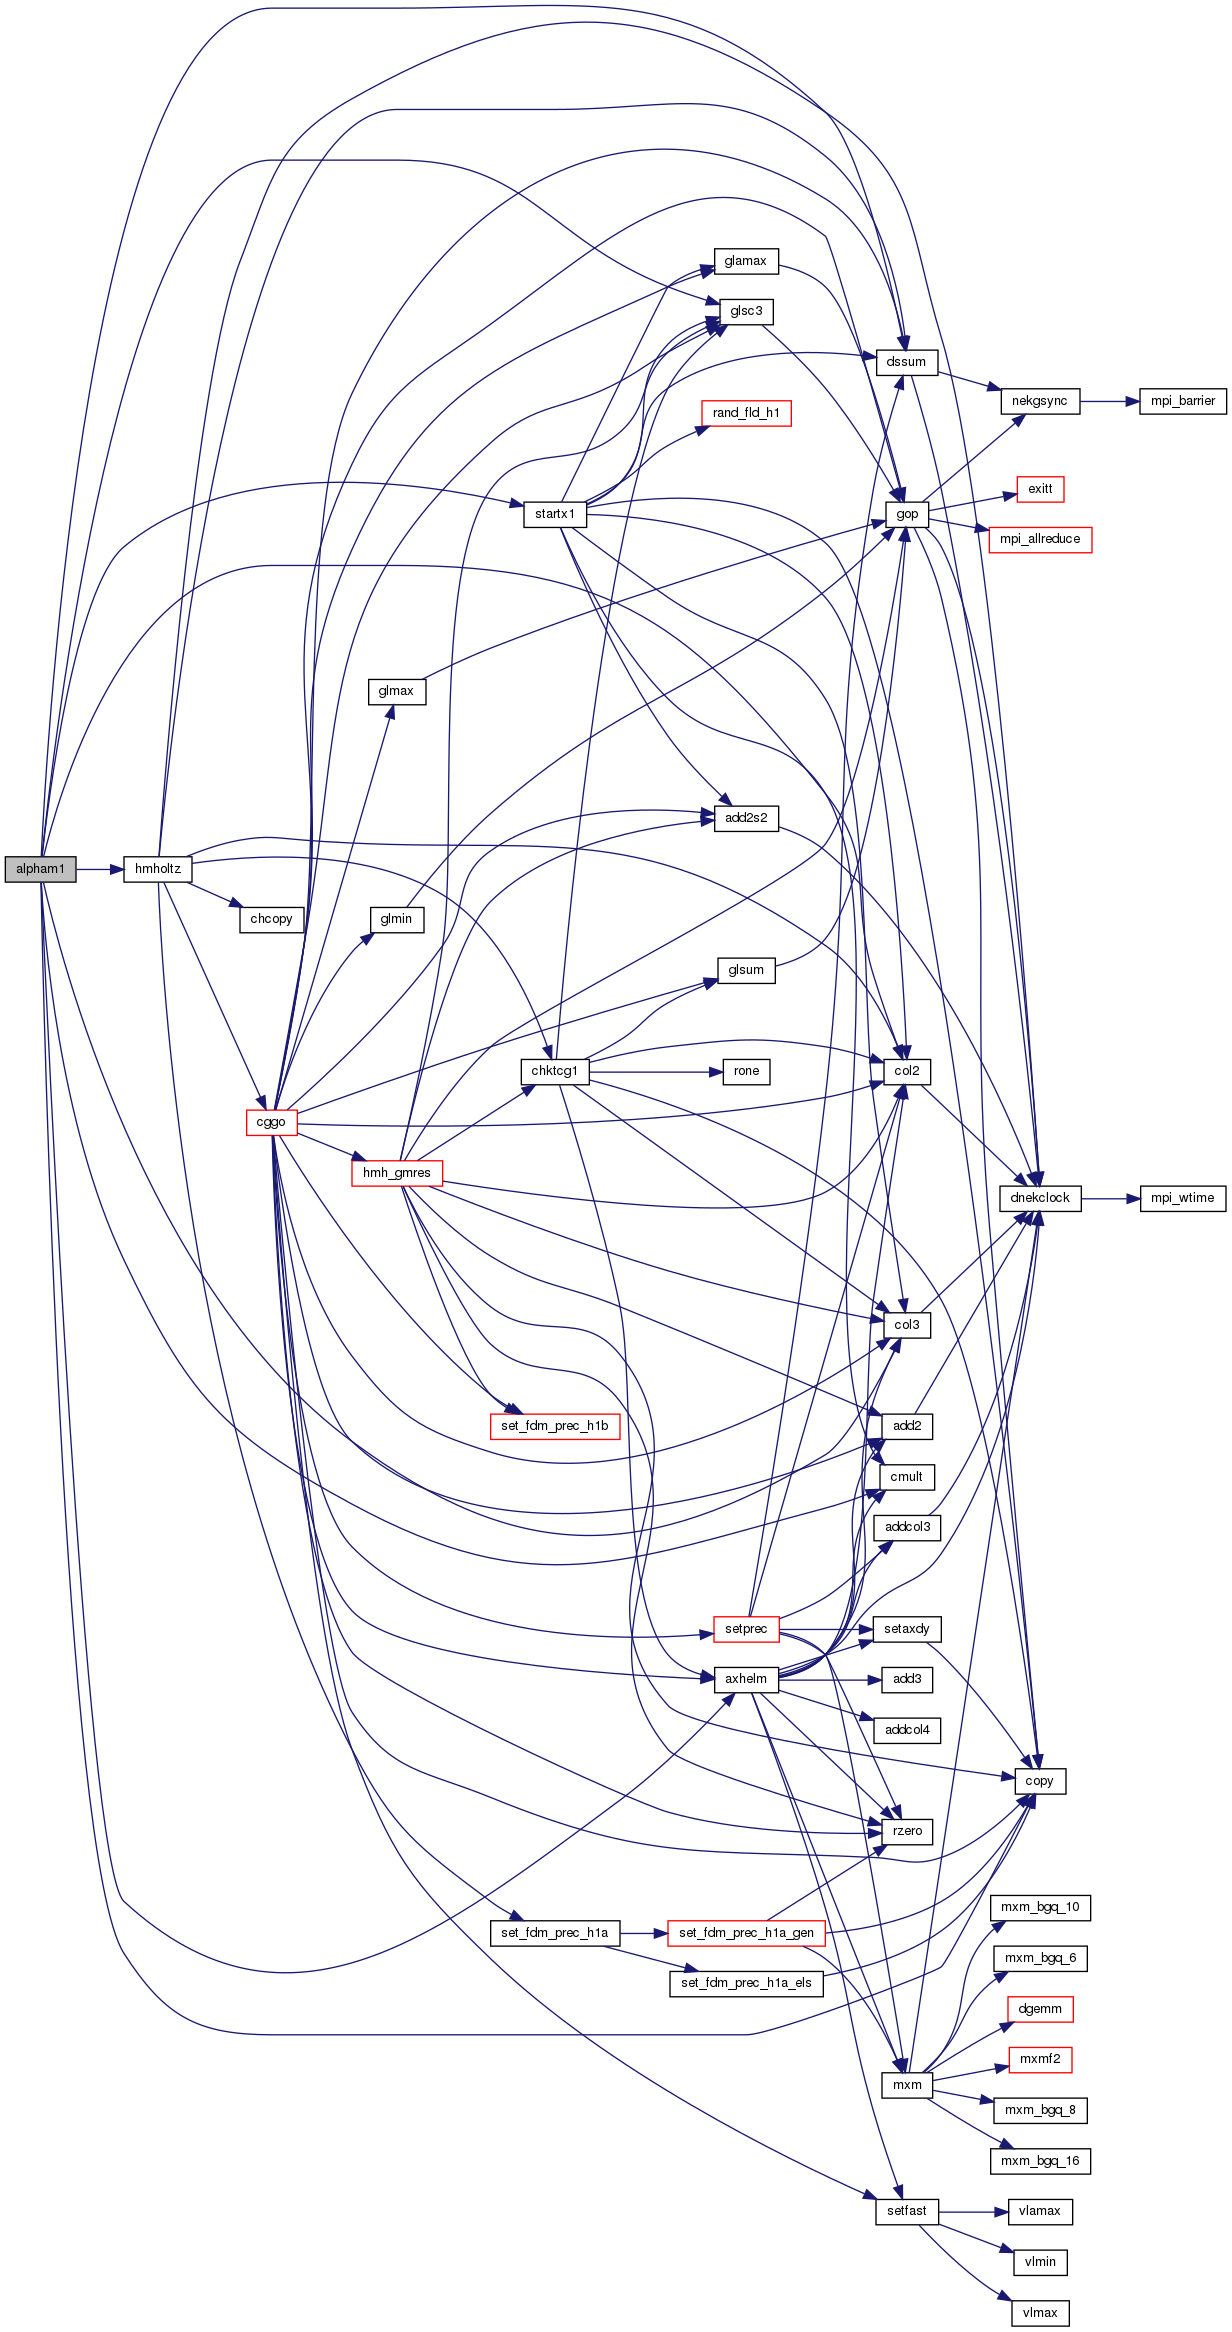 glamax
glsc3
dssum
nekgsync
mpi_barrier
rand_fld_h1
exitt
startx1
gop
mpi_allreduce
glmax
add2s2
alpham1
hmholtz
chcopy
glmin
glsum
chktcg1
rone
col2
cggo
hmh_gmres
dnekclock
mpi_wtime
col3
set_fdm_prec_h1b
add2
cmult
addcol3
setprec
setaxdy
axhelm
add3
addcol4
copy
rzero
mxm_bgq_10
set_fdm_prec_h1a
set_fdm_prec_h1a_gen
mxm_bgq_6
set_fdm_prec_h1a_els
dgemm
mxmf2
mxm
mxm_bgq_8
mxm_bgq_16
setfast
vlamax
vlmin
vlmax